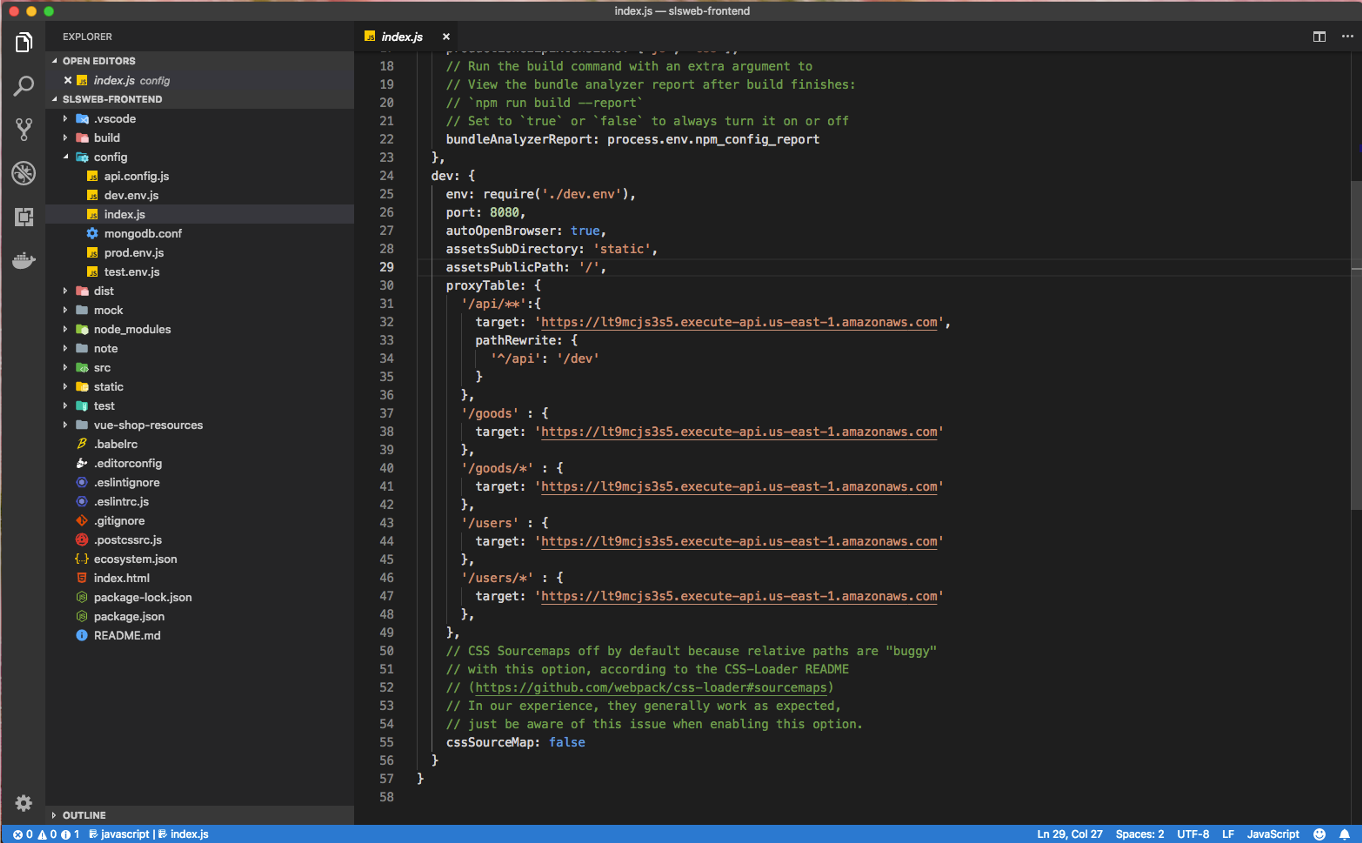 index.js — slsweb-frontend
EXPLORER
OPEN EDITORS
index.js config
SLSWEB-FRONTEND
.vscode
build
config
api.config.js
dev.env.js
index.js
mongodb.conf
prod.env.js
test.env.js
dist
mock
node_modules
note
src
static
test
vue-shop-resources
.babelrc
.editorconfig
.eslintignore
.eslintrc.js
.gitignore
.postcssrc.js
ecosystem.json
index.html
package-lock.json
package.json
README.md
OUTLINE
index.js
18 // Run the build command with an extra argument to
19 // View the bundle analyzer report after build finishes:
20 // `npm run build --report`
21 // Set to `true` or `false` to always turn it on or off
22 bundleAnalyzerReport: process.env.npm_config_report
23 },
24 dev: {
25 env: require('./dev.env'),
26 port: 8080,
27 autoOpenBrowser: true,
28 assetsSubDirectory: 'static',
29 assetsPublicPath: '/',
30 proxyTable: {
31 '/api/**':{
32 target: 'https://lt9mcjs3s5.execute-api.us-east-1.amazonaws.com',
33 pathRewrite: {
34 '^/api': '/dev'
35 }
36 },
37 '/goods' : {
38 target: 'https://lt9mcjs3s5.execute-api.us-east-1.amazonaws.com'
39 },
40 '/goods/*' : {
41 target: 'https://lt9mcjs3s5.execute-api.us-east-1.amazonaws.com'
42 },
43 '/users' : {
44 target: 'https://lt9mcjs3s5.execute-api.us-east-1.amazonaws.com'
45 },
46 '/users/*' : {
47 target: 'https://lt9mcjs3s5.execute-api.us-east-1.amazonaws.com'
48 },
49 },
50 // CSS Sourcemaps off by default because relative paths are "buggy"
51 // with this option, according to the CSS-Loader README
52 // (https://github.com/webpack/css-loader#sourcemaps)
53 // In our experience, they generally work as expected,
54 // just be aware of this issue when enabling this option.
55 cssSourceMap: false
56 }
57 }
58
0 0 1 javascript | index.js Ln 29, Col 27 Spaces: 2 UTF-8 LF JavaScript